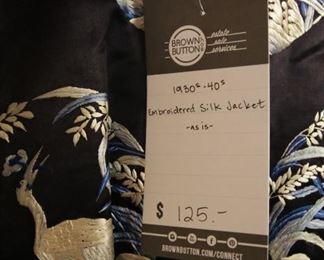 BROWN
BUTTON
estate
sale
services
1930s-40s
Embroidered Silk Jacket
-as is-
$ 125.-
BROWNBUTTON.COM/CONNECT